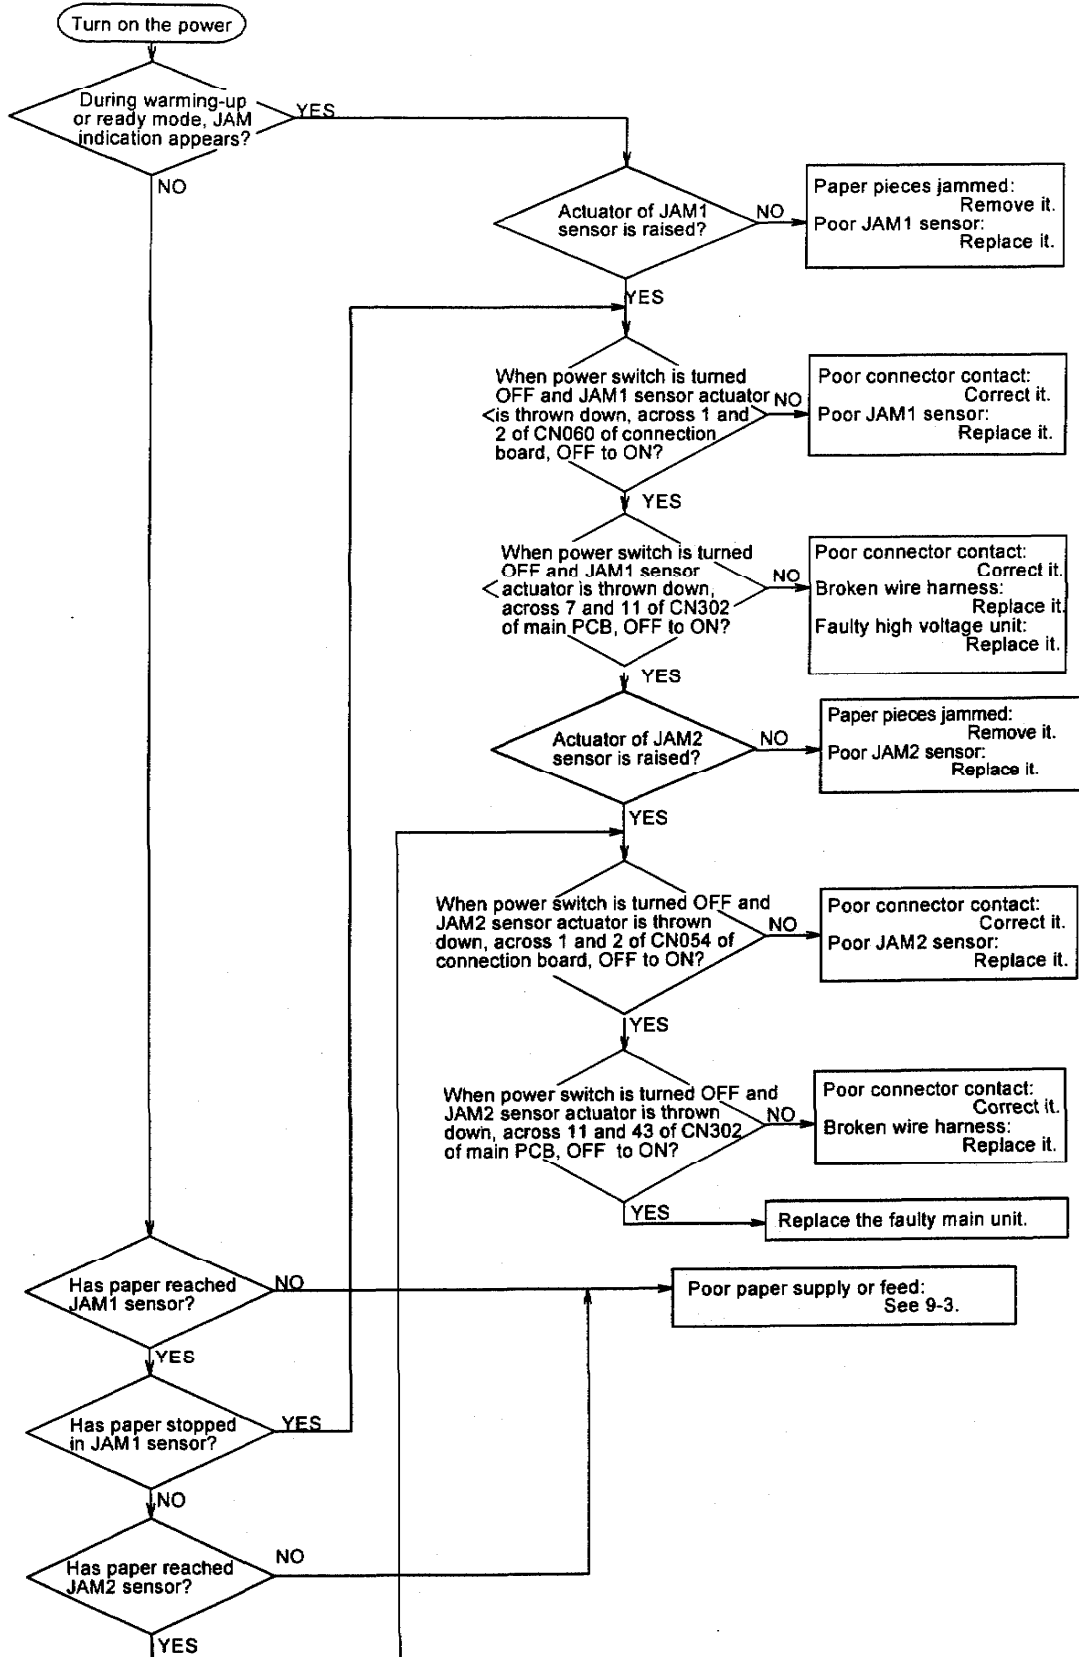 Turn on the power
During warming-up
or ready mode, JAM
indication appears?
YES
NO
Actuator of JAM1
sensor is raised?
NO
Paper pieces jammed:
Remove it.
Poor JAM1 sensor:
Replace it.
YES
When power switch is turned
OFF and JAM1 sensor actuator
is thrown down, across 1 and
2 of CN060 of connection
board, OFF to ON?
NO
Poor connector contact:
Correct it.
Poor JAM1 sensor:
Replace it.
YES
When power switch is turned
OFF and JAM1 sensor
actuator is thrown down,
across 7 and 11 of CN302
of main PCB, OFF to ON?
NO
Poor connector contact:
Correct it.
Broken wire harness:
Replace it.
Faulty high voltage unit:
Replace it.
YES
Actuator of JAM2
sensor is raised?
NO
Paper pieces jammed:
Remove it.
Poor JAM2 sensor:
Replace it.
YES
When power switch is turned OFF and
JAM2 sensor actuator is thrown
down, across 1 and 2 of CN054 of
connection board, OFF to ON?
NO
Poor connector contact:
Correct it.
Poor JAM2 sensor:
Replace it.
YES
When power switch is turned OFF and
JAM2 sensor actuator is thrown
down, across 11 and 43 of CN302
of main PCB, OFF to ON?
NO
Poor connector contact:
Correct it.
Broken wire harness:
Replace it.
YES
Replace the faulty main unit.
Has paper reached
JAM1 sensor?
NO
Poor paper supply or feed:
See 9-3.
YES
Has paper stopped
in JAM1 sensor?
YES
NO
Has paper reached
JAM2 sensor?
NO
YES